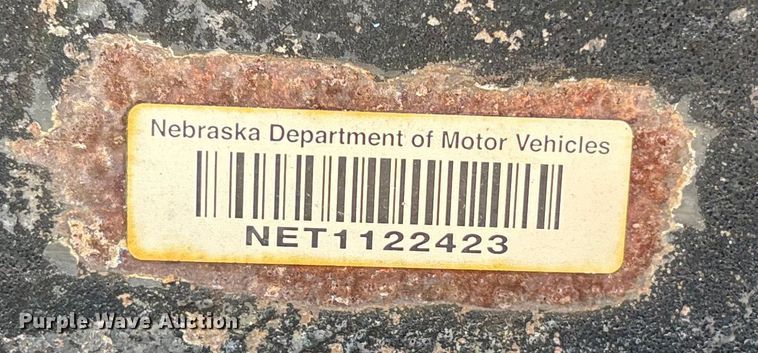 Nebraska Department of Motor Vehicles
NET1122423
Purple Wave Auction